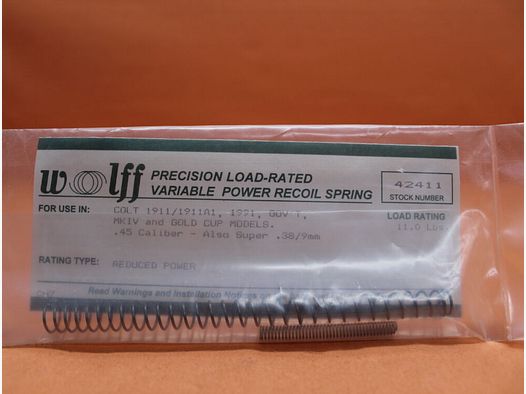 wolff
PRECISION LOAD-RATED
VARIABLE POWER RECOIL SPRING
42411
STOCK NUMBER
FOR USE IN:
COLT 1911/1911A1, 1991, GOV'T,
MKIV and GOLD CUP MODELS.
.45 Caliber - Also Super .38/9mm
LOAD RATING
11.0 Lbs
RATING TYPE:
REDUCED POWER
Read Warnings and Installation Notices on